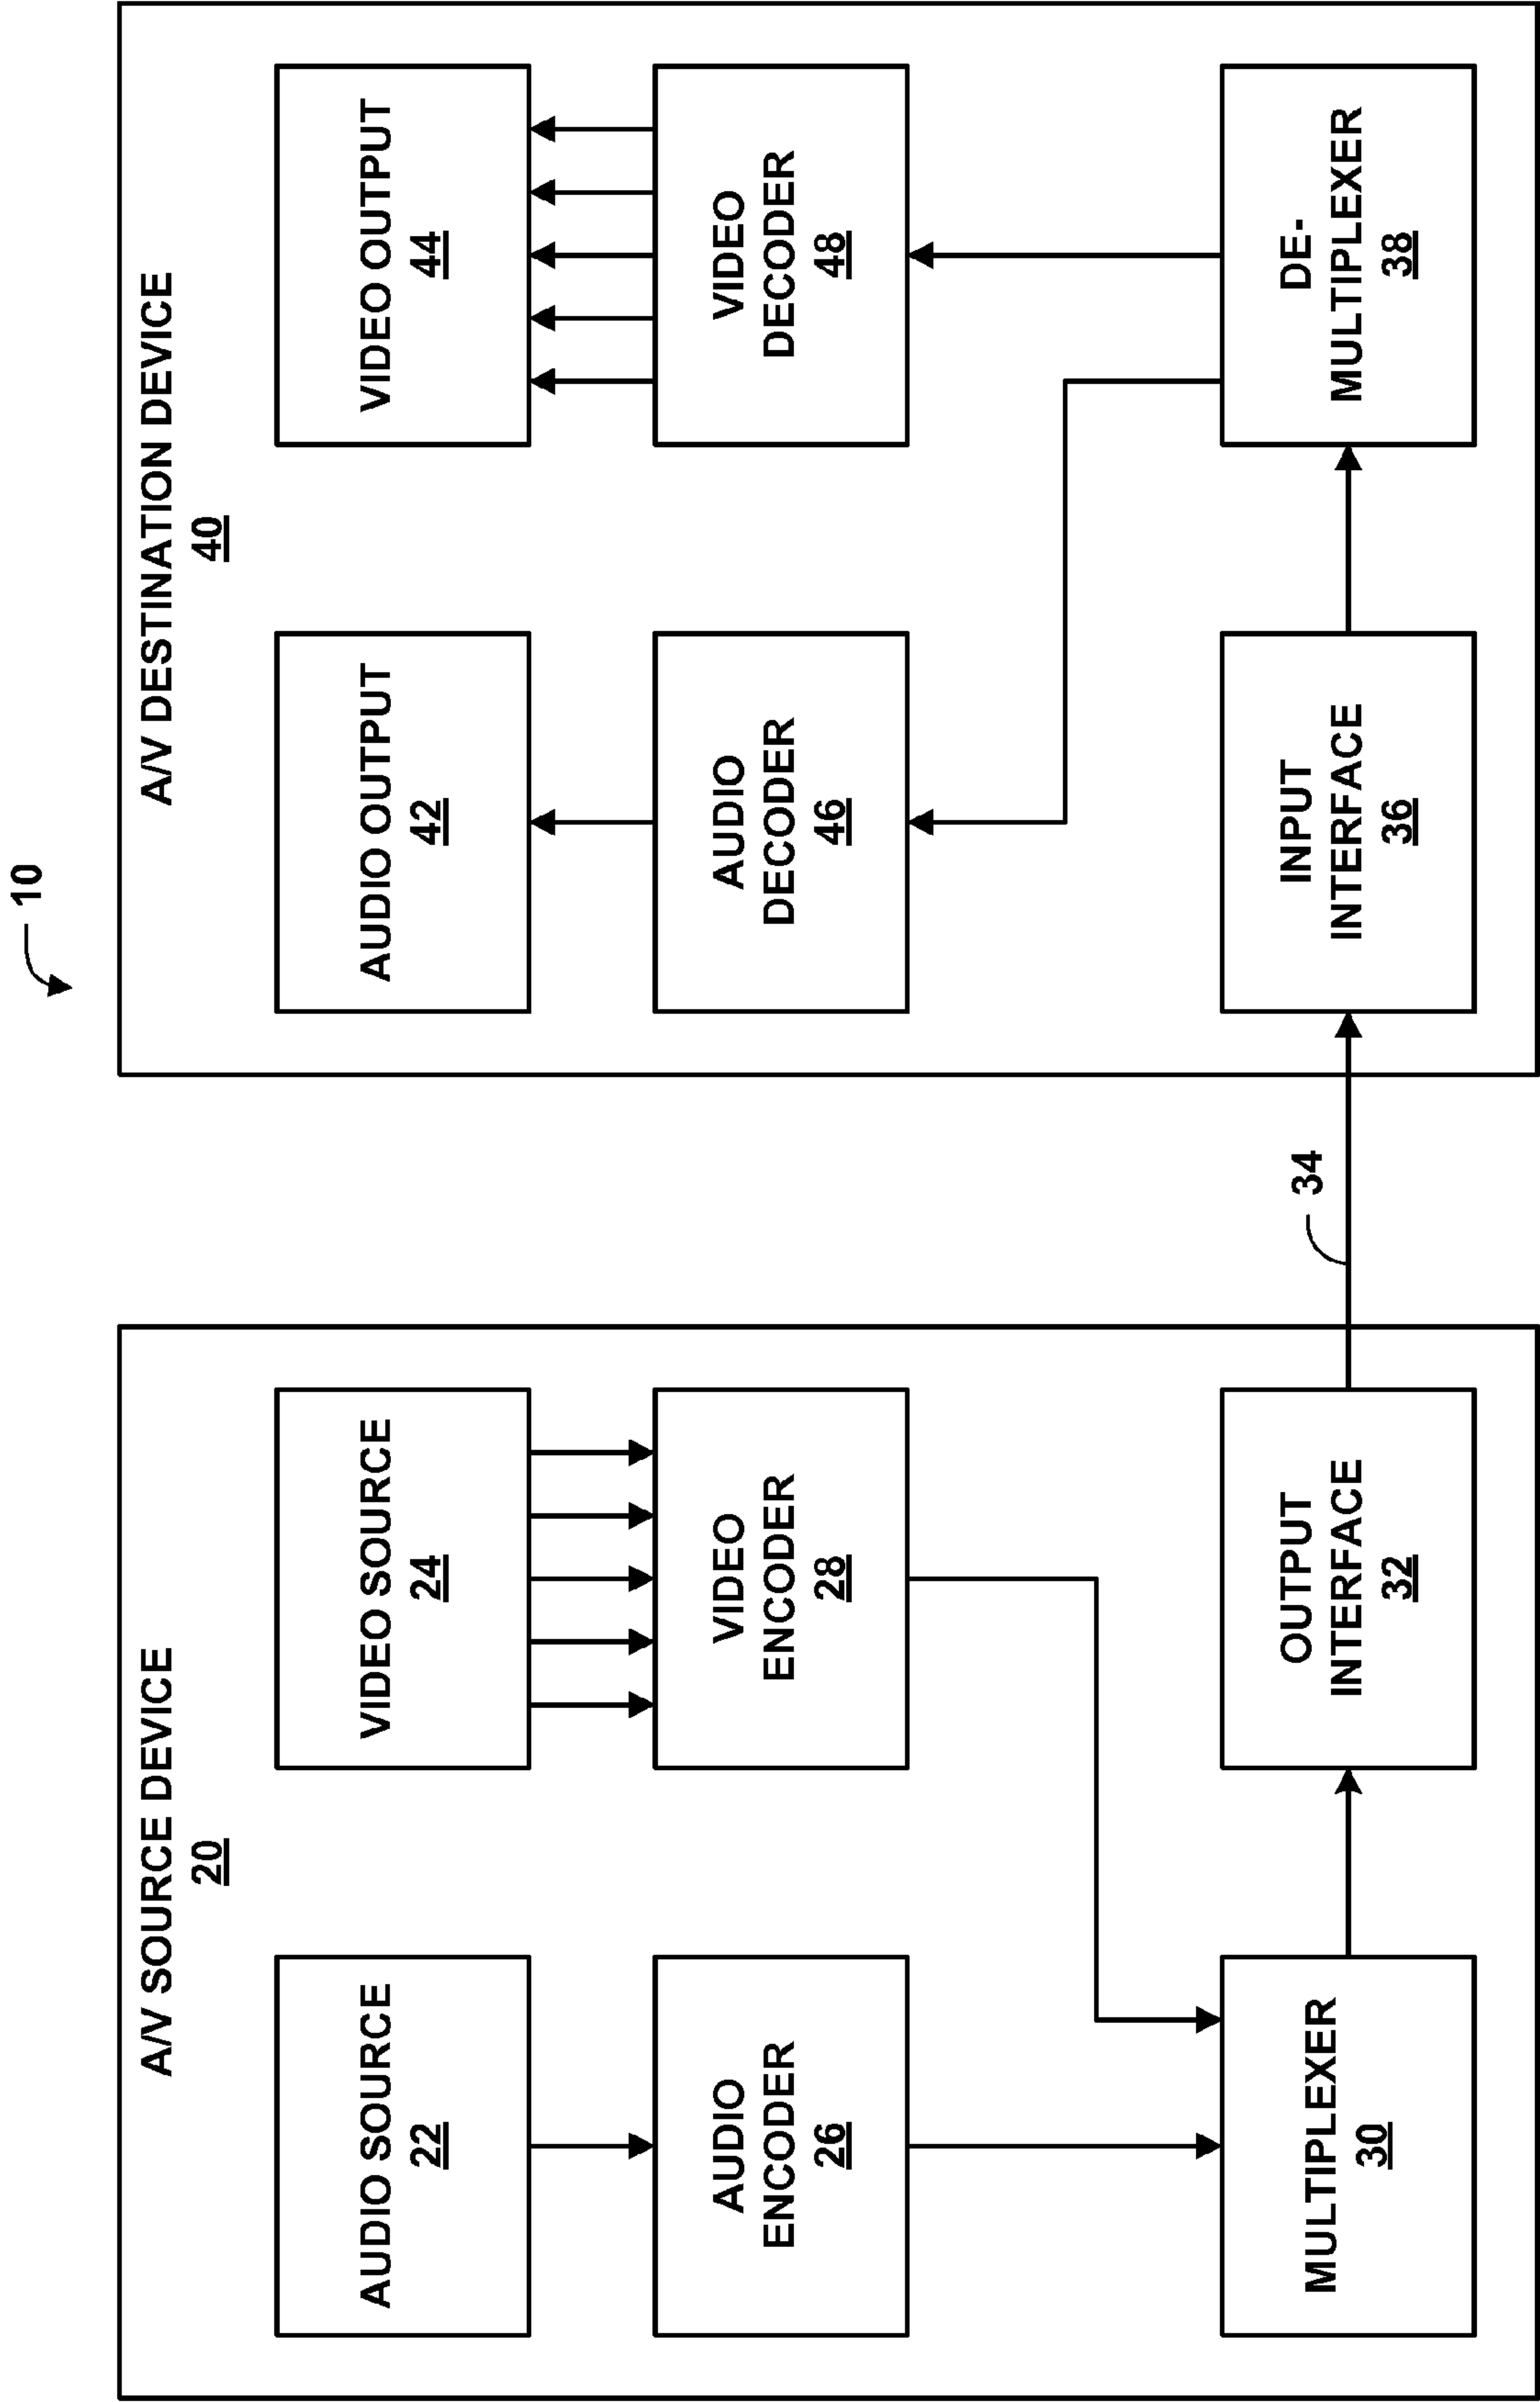 10
A/V SOURCE DEVICE
20
AUDIO SOURCE
22
VIDEO SOURCE
24
AUDIO
ENCODER
26
VIDEO
ENCODER
28
MULTIPLEXER
30
OUTPUT
INTERFACE
32
34
A/V DESTINATION DEVICE
40
AUDIO OUTPUT
42
VIDEO OUTPUT
44
AUDIO
DECODER
46
VIDEO
DECODER
48
INPUT
INTERFACE
36
DE-
MULTIPLEXER
38